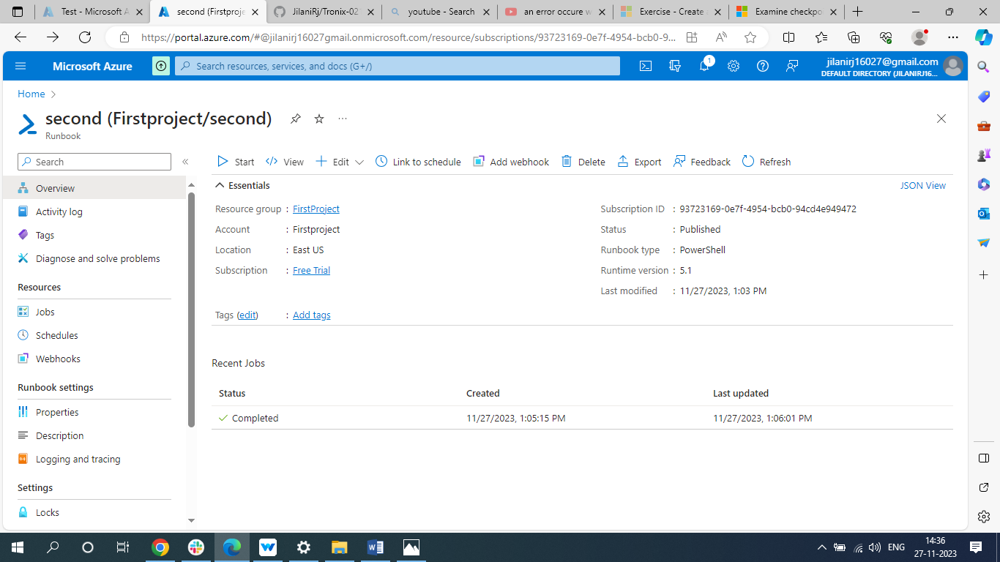 Test - Microsoft A
second (Firstproje
JilaniRj/Tronix-02
youtube - Search
an error occure w
Exercise - Create
Examine checkpo
https://portal.azure.com/#@jilanirj16027gmail.onmicrosoft.com/resource/subscriptions/93723169-0e7f-4954-bcb0-9...
Microsoft Azure
Search resources, services, and docs (G+/)
1
jilanirj16027@gmail.com
DEFAULT DIRECTORY (JILANIRJ16...
Home
second (Firstproject/second)
Runbook
Search
Start
View
Edit
Link to schedule
Add webhook
Delete
Export
Feedback
Refresh
Overview
Activity log
Tags
Diagnose and solve problems
Resources
Jobs
Schedules
Webhooks
Runbook settings
Properties
Description
Logging and tracing
Settings
Locks
Essentials
JSON View
Resource group : FirstProject
Account : Firstproject
Location : East US
Subscription : Free Trial
Subscription ID : 93723169-0e7f-4954-bcb0-94cd4e949472
Status : Published
Runbook type : PowerShell
Runtime version : 5.1
Last modified : 11/27/2023, 1:03 PM
Tags (edit) : Add tags
Recent Jobs
Status Created Last updated
Completed 11/27/2023, 1:05:15 PM 11/27/2023, 1:06:01 PM
ENG
14:36
27-11-2023